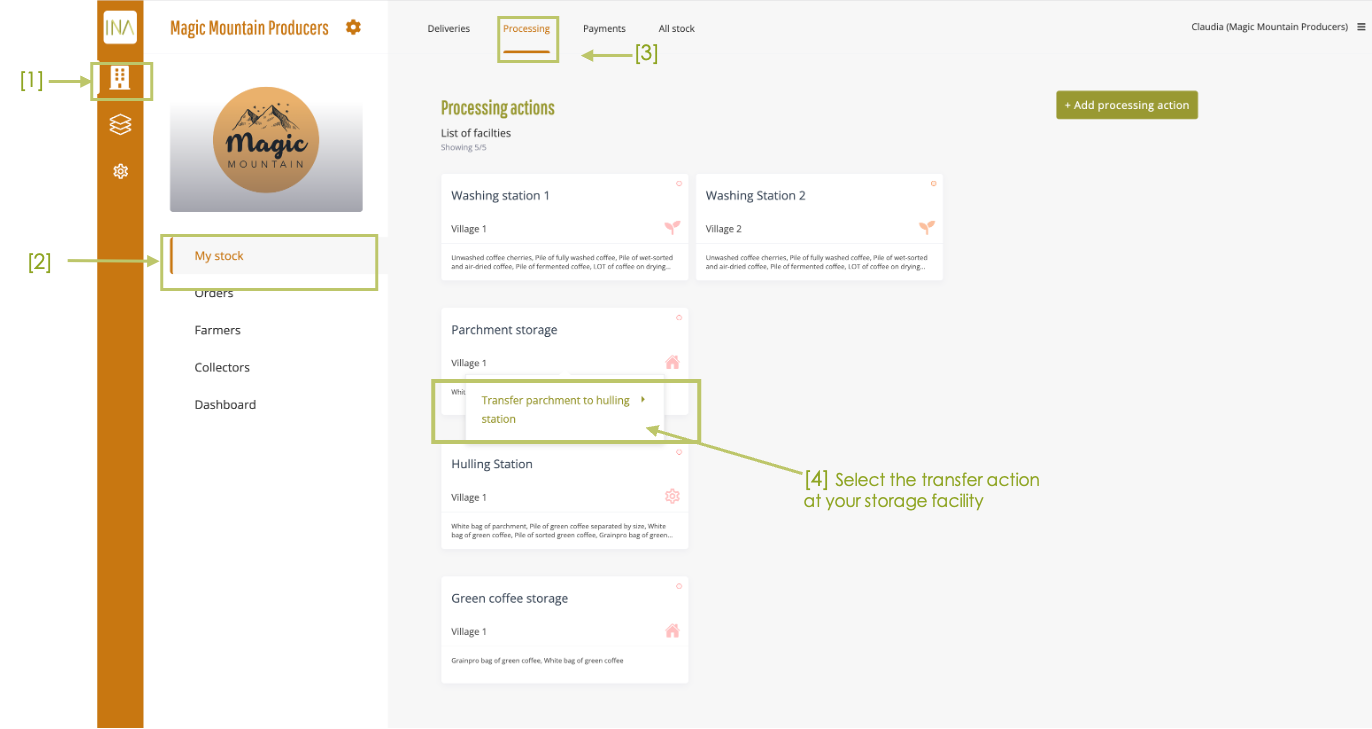 INA
Magic Mountain Producers
Deliveries
Processing
Payments
All stock
Claudia (Magic Mountain Producers)
[1]
[3]
Magic
MOUNTAIN
Processing actions
+ Add processing action
List of facilties
Showing 5/5
Washing station 1
Village 1
Unwashed coffee cherries, Pile of fully washed coffee, Pile of wet-sorted
and air-dried coffee, Pile of fermented coffee, LOT of coffee on drying...
Washing Station 2
Village 2
Unwashed coffee cherries, Pile of fully washed coffee, Pile of wet-sorted
and air-dried coffee, Pile of fermented coffee, LOT of coffee on drying...
[2]
My stock
Orders
Farmers
Collectors
Dashboard
Parchment storage
Village 1
Transfer parchment to hulling
station
[4] Select the transfer action
at your storage facility
Hulling Station
Village 1
White bag of parchment, Pile of green coffee separated by size, White
bag of green coffee, Pile of sorted green coffee, Grainpro bag of green...
Green coffee storage
Village 1
Grainpro bag of green coffee, White bag of green coffee